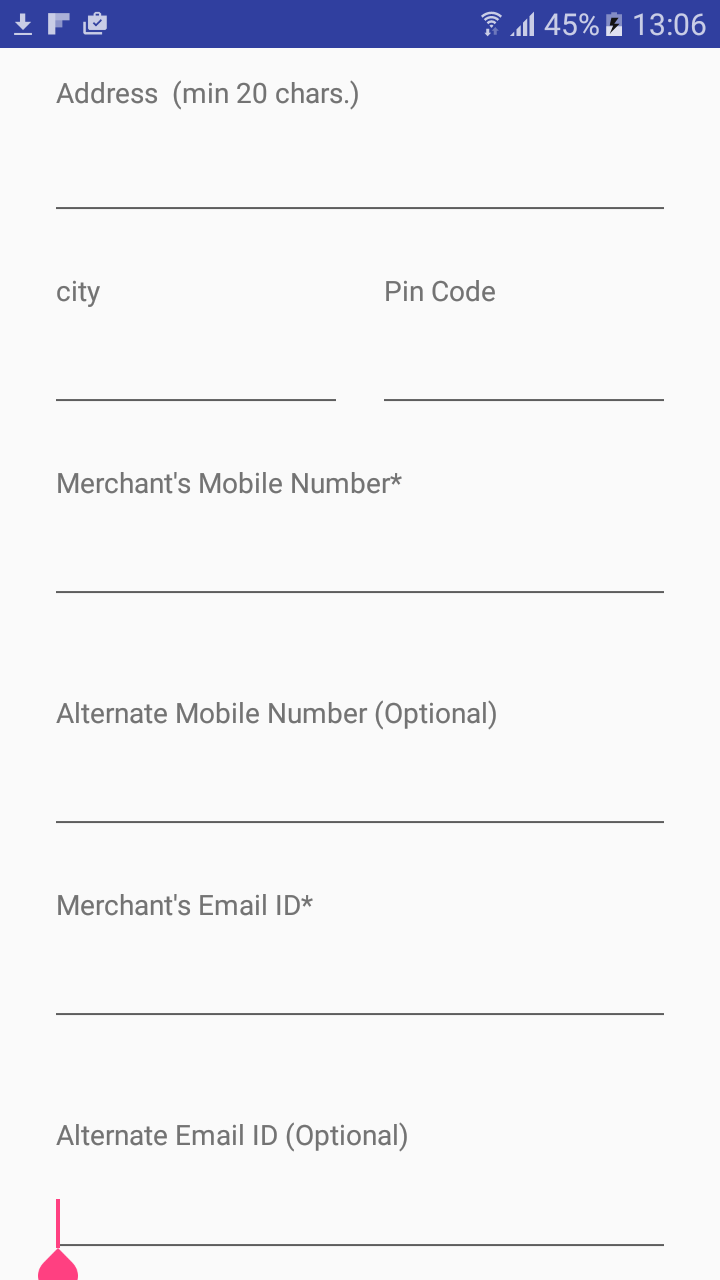 45% 13:06
Address (min 20 chars.)
city Pin Code
Merchant's Mobile Number*
Alternate Mobile Number (Optional)
Merchant's Email ID*
Alternate Email ID (Optional)